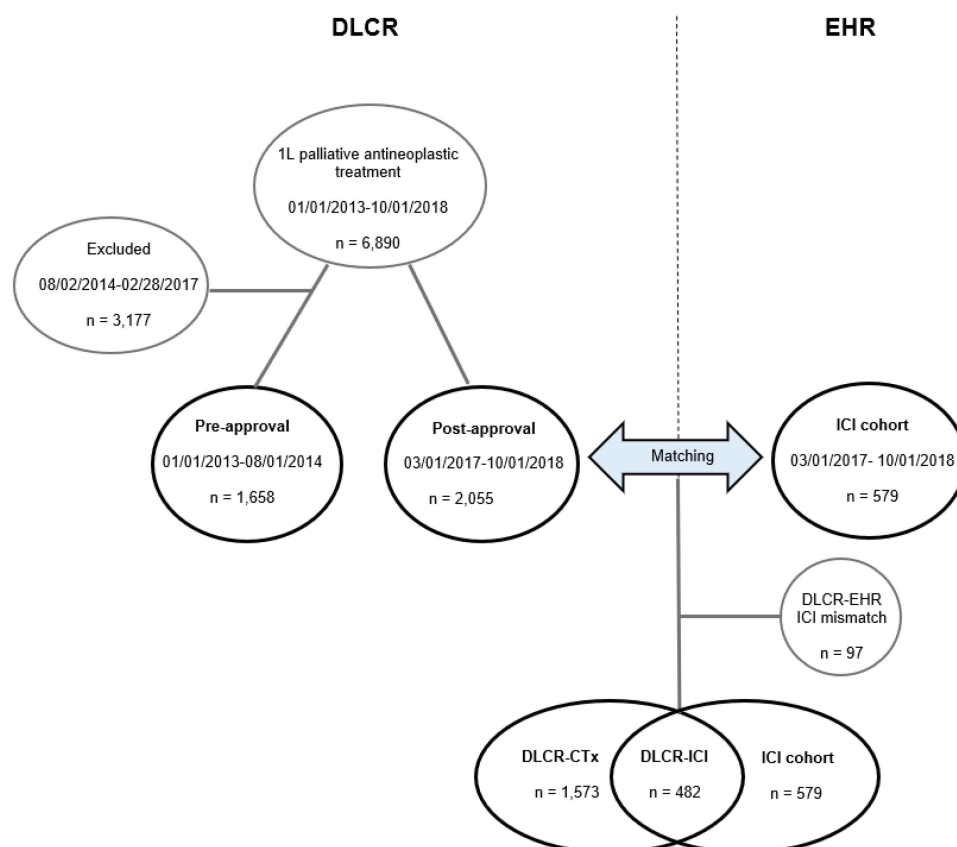 DLCR
EHR
1L palliative antineoplastic
treatment
01/01/2013-10/01/2018
n = 6,890
Excluded
08/02/2014-02/28/2017
n = 3,177
Pre-approval
01/01/2013-08/01/2014
n = 1,658
Post-approval
03/01/2017-10/01/2018
n = 2,055
Matching
ICI cohort
03/01/2017- 10/01/2018
n = 579
DLCR-EHR
ICI mismatch
n = 97
DLCR-CTx
n = 1,573
DLCR-ICI
n = 482
ICI cohort
n = 579